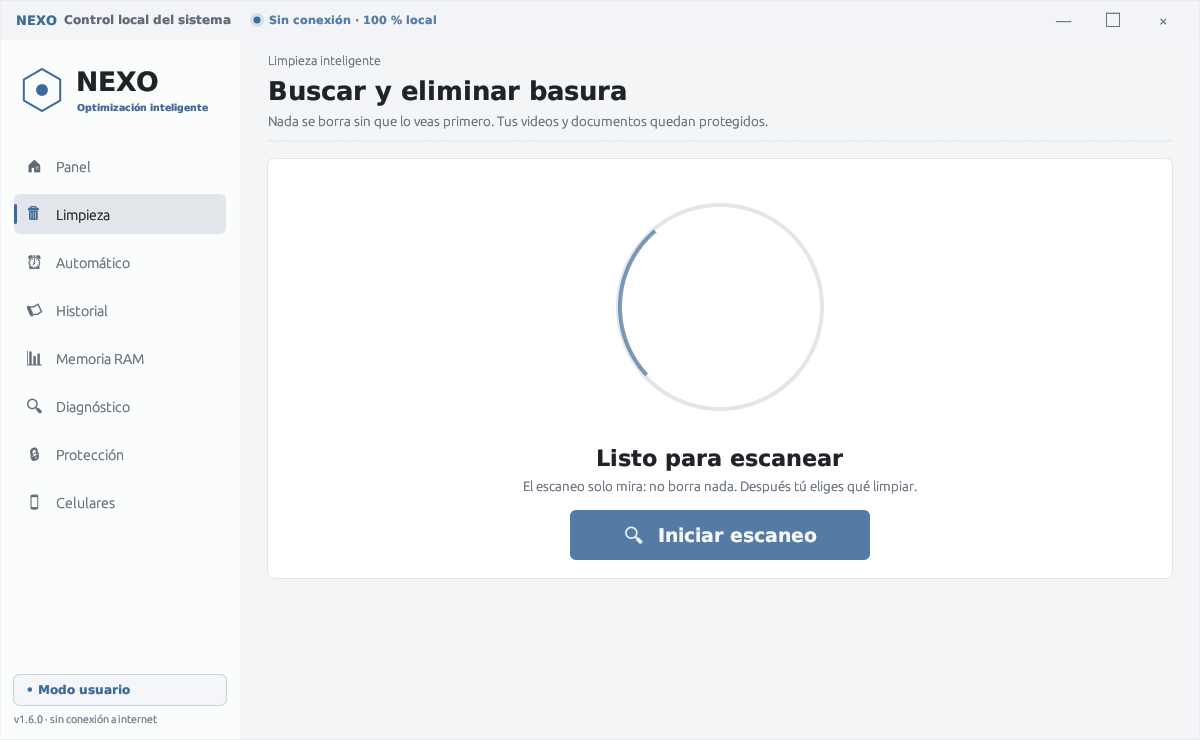 NEXO Control local del sistema Sin conexión · 100 % local
NEXO
Optimización inteligente
Panel
Limpieza
Automático
Historial
Memoria RAM
Diagnóstico
Protección
Celulares
• Modo usuario
v1.6.0 · sin conexión a internet
Limpieza inteligente
Buscar y eliminar basura
Nada se borra sin que lo veas primero. Tus videos y documentos quedan protegidos.
Listo para escanear
El escaneo solo mira: no borra nada. Después tú eliges qué limpiar.
Iniciar escaneo